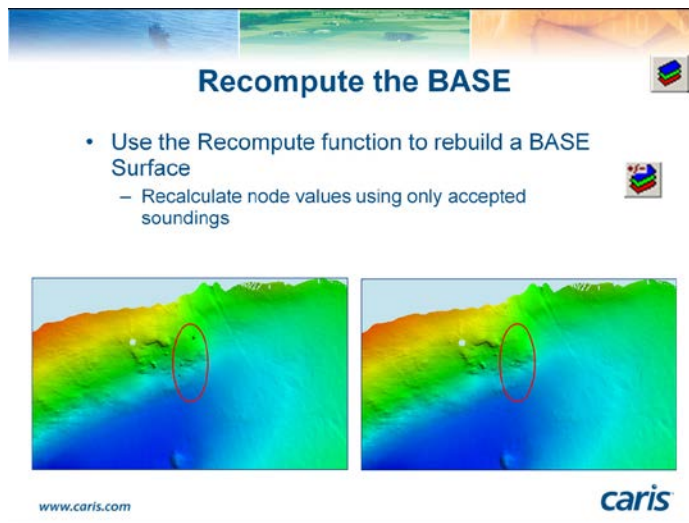 Recompute the BASE
• Use the Recompute function to rebuild a BASE
Surface
– Recalculate node values using only accepted
soundings
www.caris.com
caris